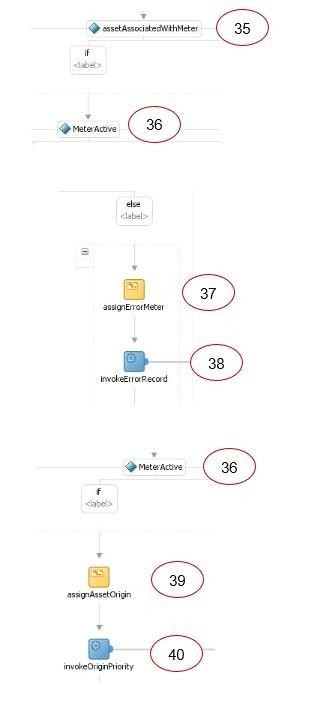 assetAssociatedWithMeter
35
if
<label>
MeterActive
36
else
<label>
37
assignErrorMeter
38
invokeErrorRecord
MeterActive
36
if
<label>
39
assignAssetOrigin
40
invokeOriginPriority